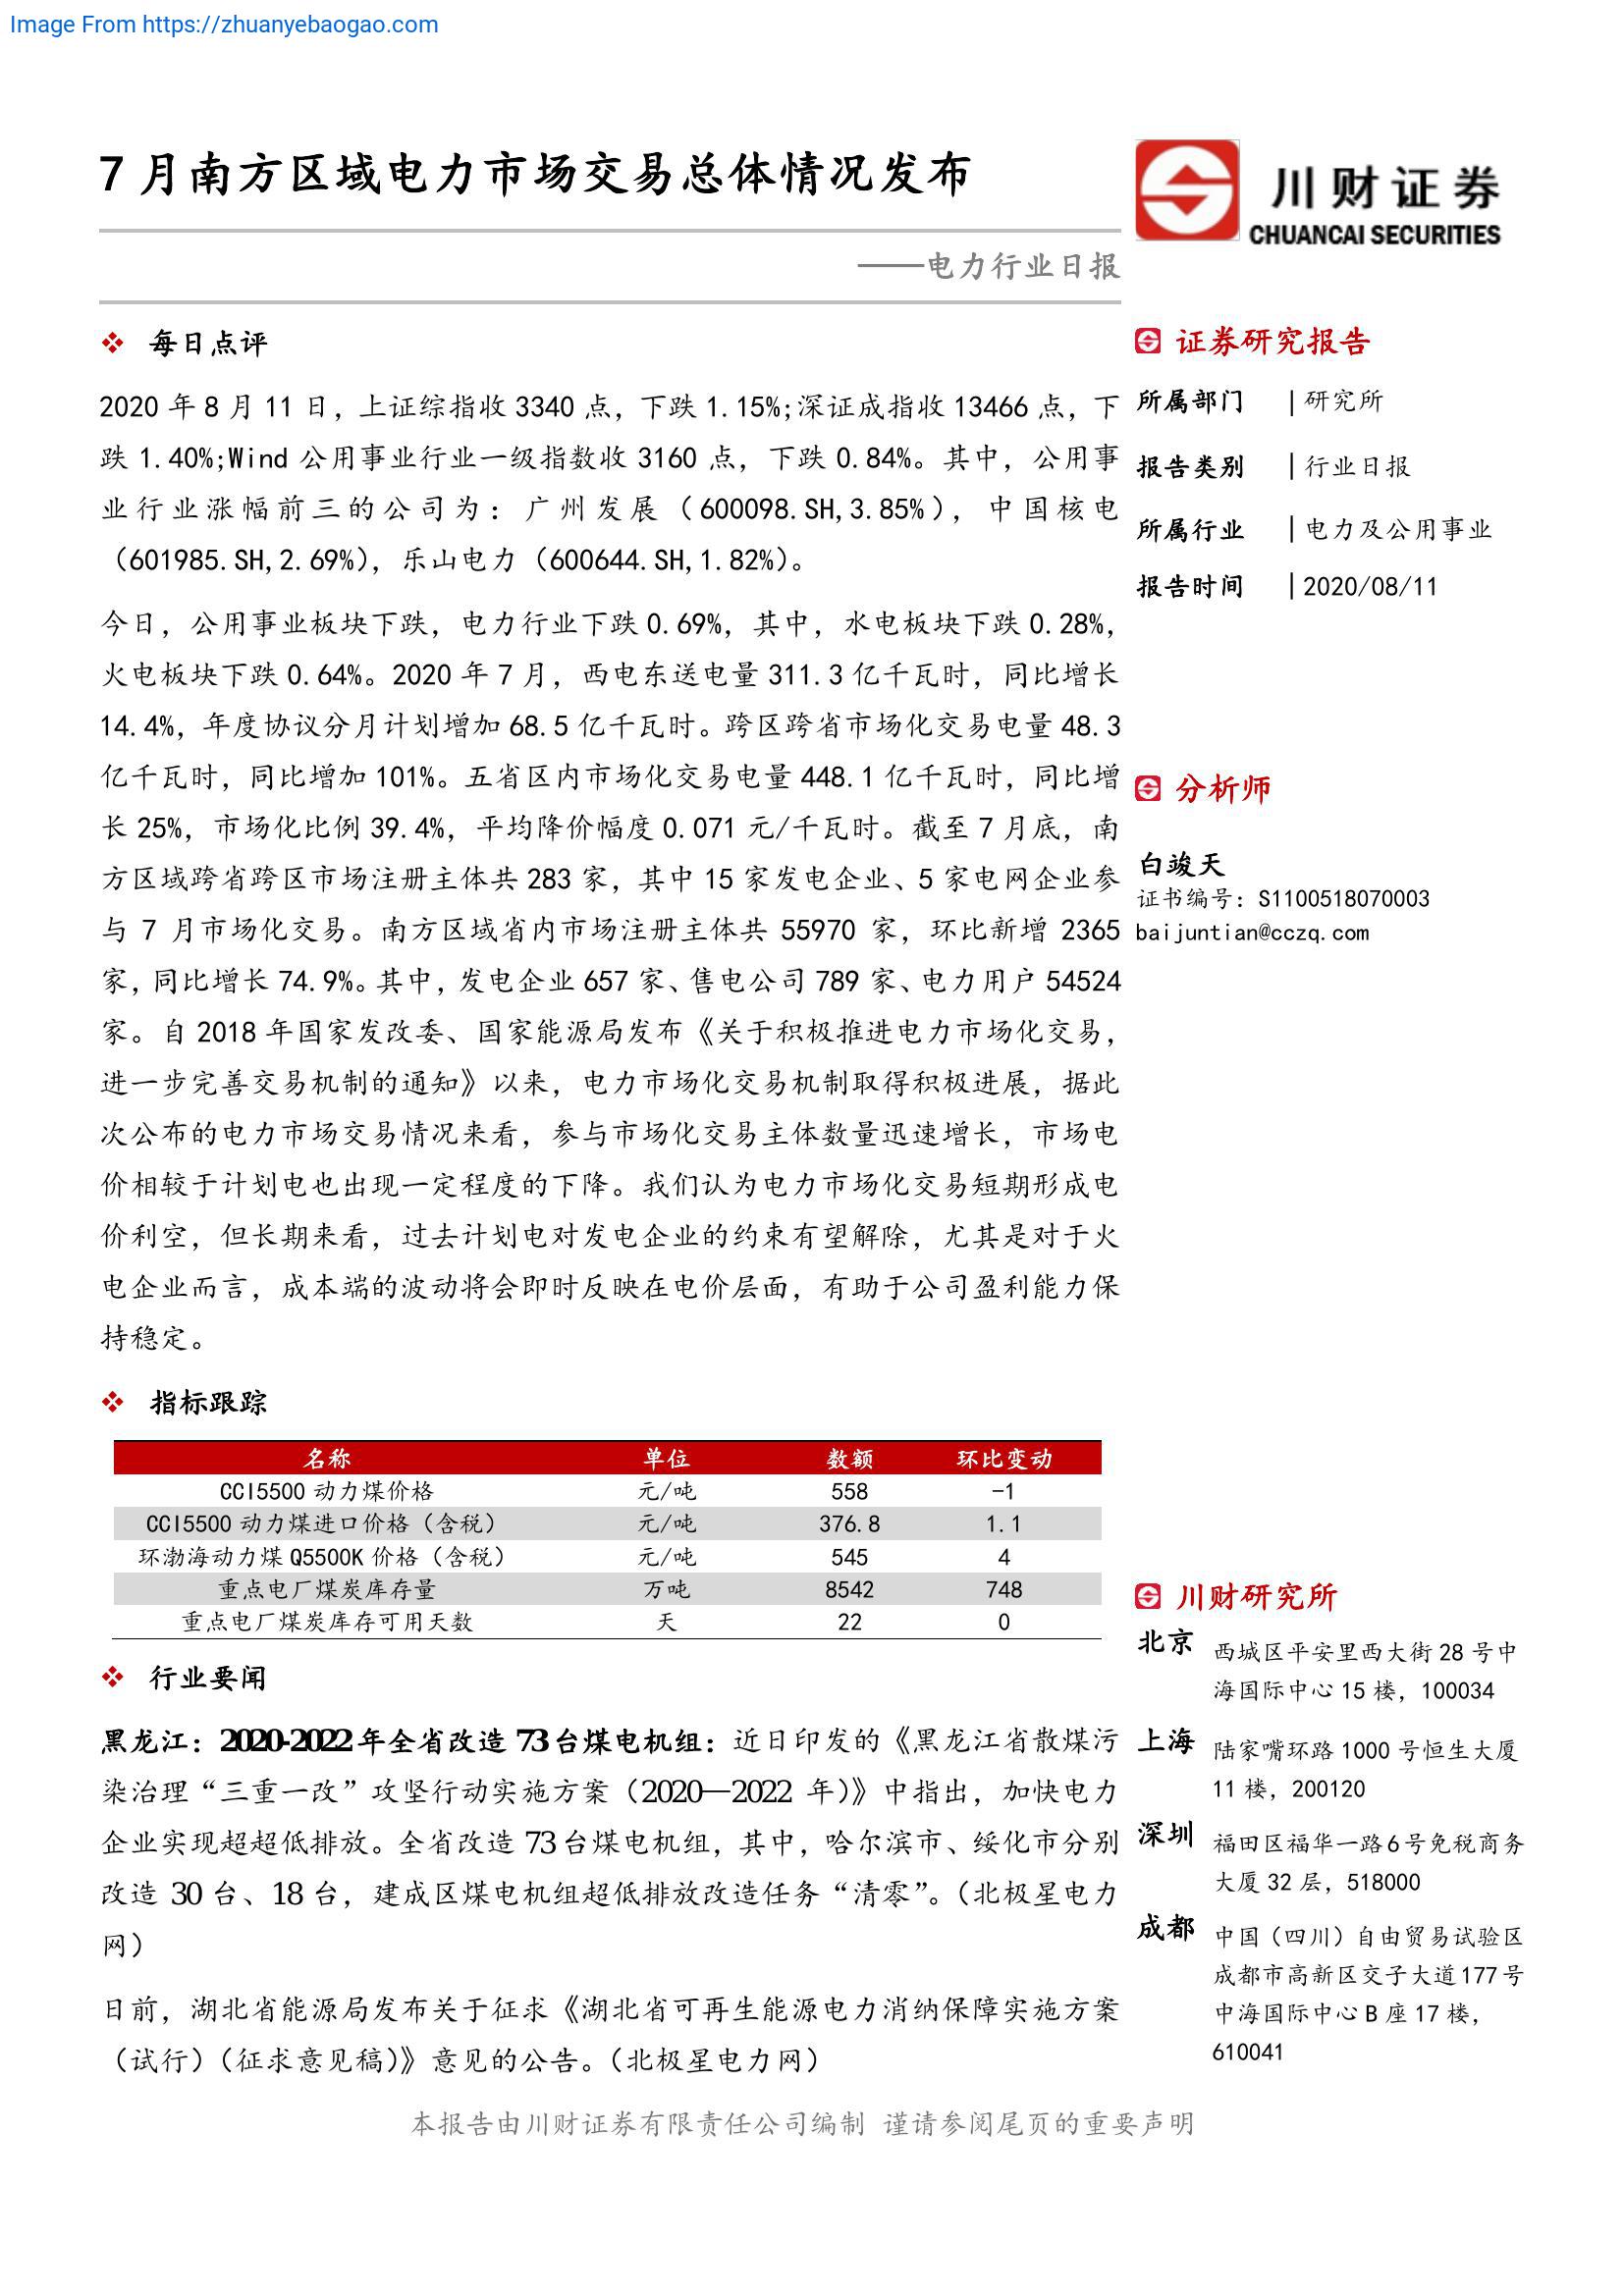 Image From https://zhuanyebaogao.com
7 月南方区域电力市场交易总体情况发布
——电力行业日报
川财证券
CHUANCAI SECURITIES
每日点评
2020 年 8 月 11 日，上证综指收 3340 点，下跌 1.15%;深证成指收 13466 点，下
跌 1.40%;Wind 公用事业行业一级指数收 3160 点，下跌 0.84%。其中，公用事
业行业涨幅前三的公司为：广州发展（600098.SH,3.85%），中国核电
（601985.SH,2.69%），乐山电力（600644.SH,1.82%）。
今日，公用事业板块下跌，电力行业下跌 0.69%，其中，水电板块下跌 0.28%，
火电板块下跌 0.64%。2020 年 7 月，西电东送电量 311.3 亿千瓦时，同比增长
14.4%，年度协议分月计划增加 68.5 亿千瓦时。跨区跨省市场化交易电量 48.3
亿千瓦时，同比增加 101%。五省区内市场化交易电量 448.1 亿千瓦时，同比增
长 25%，市场化比例 39.4%，平均降价幅度 0.071 元/千瓦时。截至 7 月底，南
方区域跨省跨区市场注册主体共 283 家，其中 15 家发电企业、5 家电网企业参
与 7 月市场化交易。南方区域省内市场注册主体共 55970 家，环比新增 2365
家，同比增长 74.9%。其中，发电企业 657 家、售电公司 789 家、电力用户 54524
家。自 2018 年国家发改委、国家能源局发布《关于积极推进电力市场化交易，
进一步完善交易机制的通知》以来，电力市场化交易机制取得积极进展，据此
次公布的电力市场交易情况来看，参与市场化交易主体数量迅速增长，市场电
价相较于计划电也出现一定程度的下降。我们认为电力市场化交易短期形成电
价利空，但长期来看，过去计划电对发电企业的约束有望解除，尤其是对于火
电企业而言，成本端的波动将会即时反映在电价层面，有助于公司盈利能力保
持稳定。
指标跟踪
名称 单位 数额 环比变动
CCI5500 动力煤价格 元/吨 558 -1
CCI5500 动力煤进口价格（含税） 元/吨 376.8 1.1
环渤海动力煤 Q5500K 价格（含税） 元/吨 545 4
重点电厂煤炭库存量 万吨 8542 748
重点电厂煤炭库存可用天数 天 22 0
行业要闻
黑龙江：2020-2022 年全省改造 73 台煤电机组：近日印发的《黑龙江省散煤污
染治理“三重一改”攻坚行动实施方案（2020—2022 年）》中指出，加快电力
企业实现超超低排放。全省改造 73 台煤电机组，其中，哈尔滨市、绥化市分别
改造 30 台、18 台，建成区煤电机组超低排放改造任务“清零”。（北极星电力
网）
日前，湖北省能源局发布关于征求《湖北省可再生能源电力消纳保障实施方案
（试行）（征求意见稿）》意见的公告。（北极星电力网）
证券研究报告
所属部门 | 研究所
报告类别 | 行业日报
所属行业 | 电力及公用事业
报告时间 | 2020/08/11
分析师
白竣天
证书编号：S1100518070003
baijuntian@cczq.com
川财研究所
北京 西城区平安里西大街 28 号中
海国际中心 15 楼，100034
上海 陆家嘴环路 1000 号恒生大厦
11 楼，200120
深圳 福田区福华一路 6 号免税商务
大厦 32 层，518000
成都 中国（四川）自由贸易试验区
成都市高新区交子大道 177 号
中海国际中心 B 座 17 楼，
610041
本报告由川财证券有限责任公司编制 谨请参阅尾页的重要声明